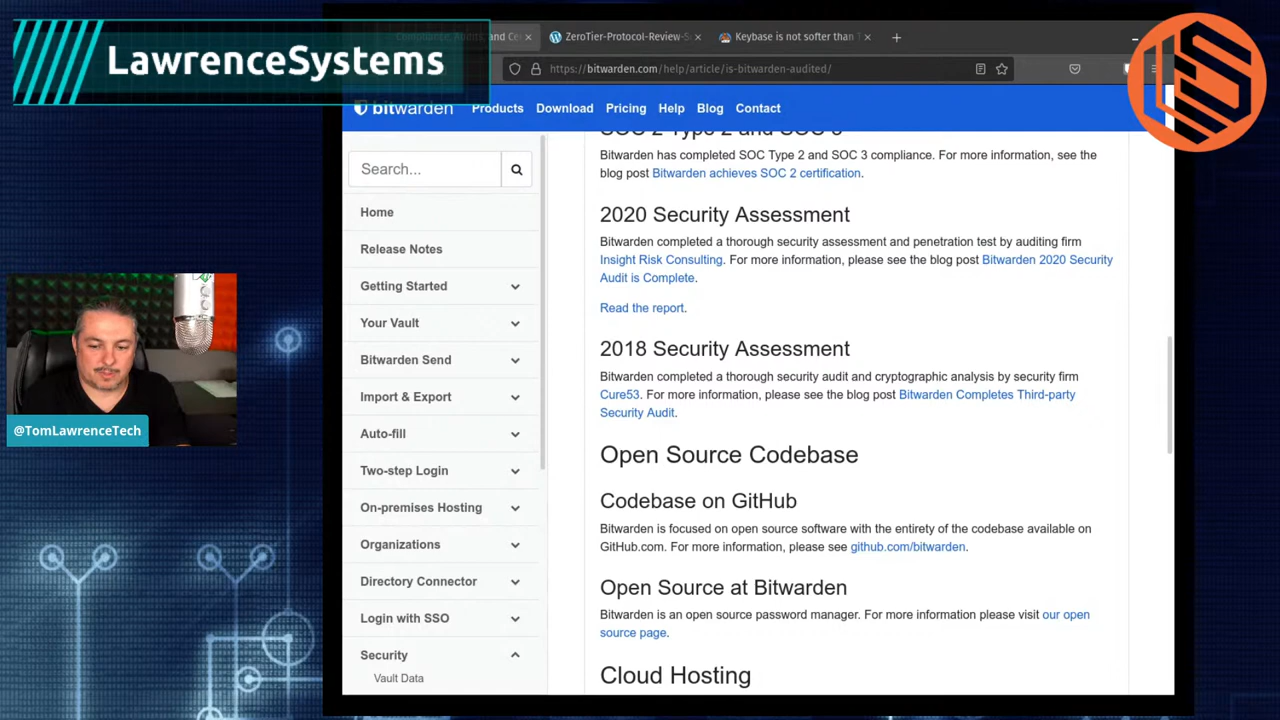 LawrenceSystems
ZeroTier-Protocol-Review-S
Keybase is not softer than
https://bitwarden.com/help/article/is-bitwarden-audited/
bitwarden Products Download Pricing Help Blog Contact
Search...
Home
Release Notes
Getting Started
Your Vault
Bitwarden Send
Import & Export
Auto-fill
Two-step Login
On-premises Hosting
Organizations
Directory Connector
Login with SSO
Security
Vault Data
SOC 2 Type 2 and SOC 3
Bitwarden has completed SOC Type 2 and SOC 3 compliance. For more information, see the
blog post Bitwarden achieves SOC 2 certification.
2020 Security Assessment
Bitwarden completed a thorough security assessment and penetration test by auditing firm
Insight Risk Consulting. For more information, please see the blog post Bitwarden 2020 Security
Audit is Complete.
Read the report.
2018 Security Assessment
Bitwarden completed a thorough security audit and cryptographic analysis by security firm
Cure53. For more information, please see the blog post Bitwarden Completes Third-party
Security Audit.
Open Source Codebase
Codebase on GitHub
Bitwarden is focused on open source software with the entirety of the codebase available on
GitHub.com. For more information, please see github.com/bitwarden.
Open Source at Bitwarden
Bitwarden is an open source password manager. For more information please visit our open
source page.
Cloud Hosting
@TomLawrenceTech